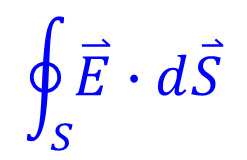 ∮_S E⃗ · dS⃗